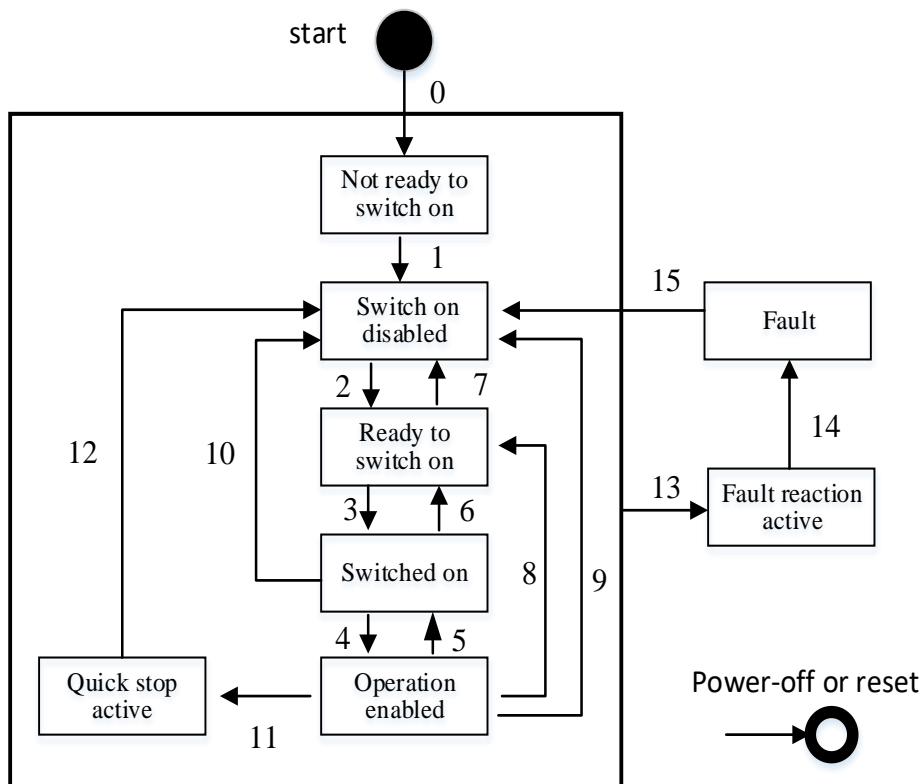 start
0
Not ready to
switch on
1
Switch on
disabled
15
Fault
2
7
12
10
Ready to
switch on
14
3
6
13
Fault reaction
active
Switched on
8
9
4
5
Quick stop
active
Operation
enabled
11
Power-off or reset